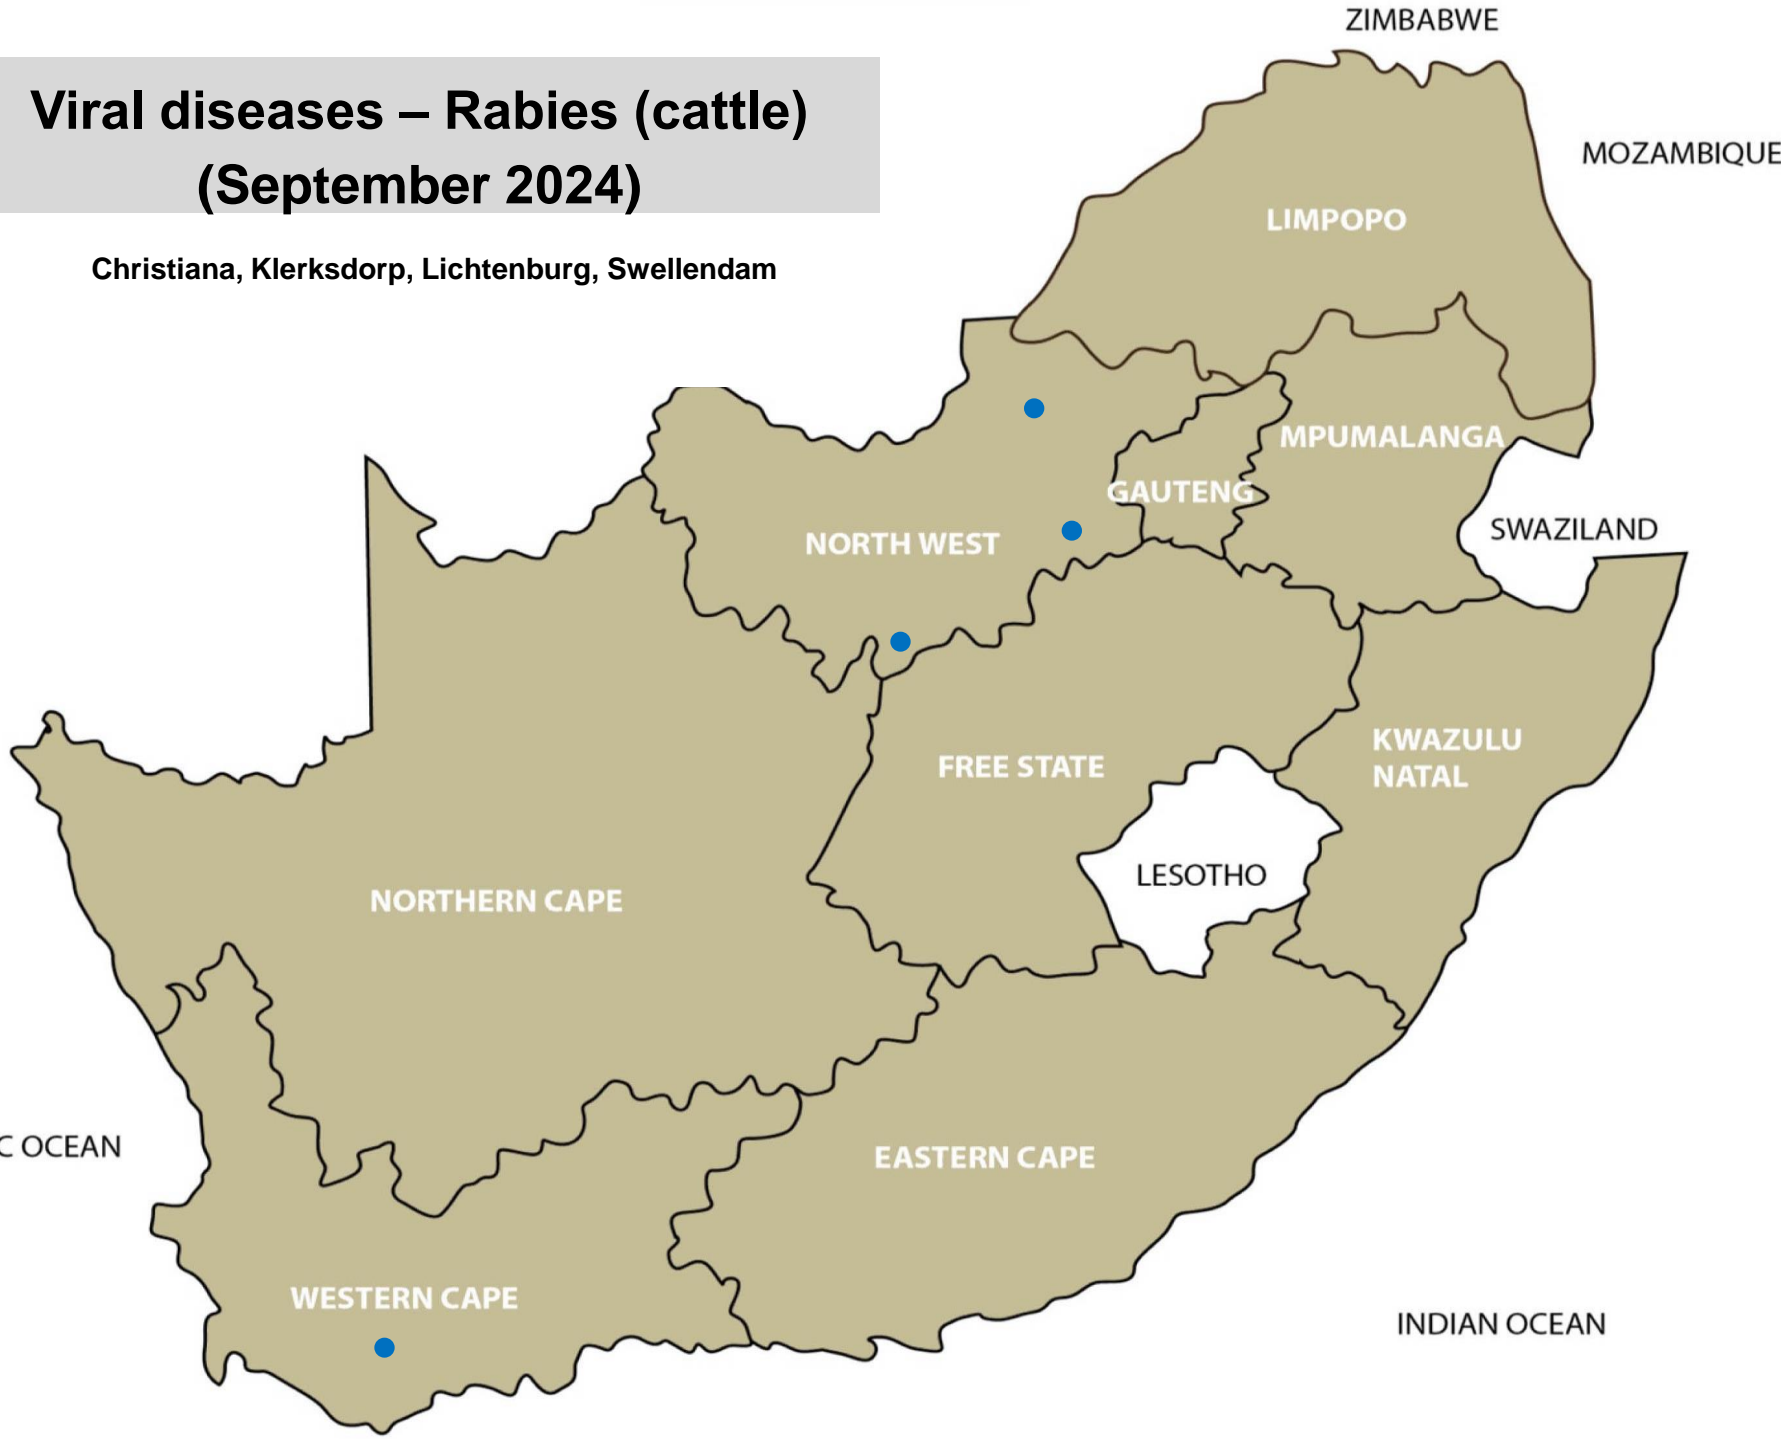 ZIMBABWE
Viral diseases – Rabies (cattle)
(September 2024)
MOZAMBIQUE
LIMPOPO
Christiana, Klerksdorp, Lichtenburg, Swellendam
MPUMALANGA
GAUTENG
SWAZILAND
NORTH WEST
KWAZULU
NATAL
FREE STATE
LESOTHO
NORTHERN CAPE
C OCEAN
EASTERN CAPE
WESTERN CAPE
INDIAN OCEAN